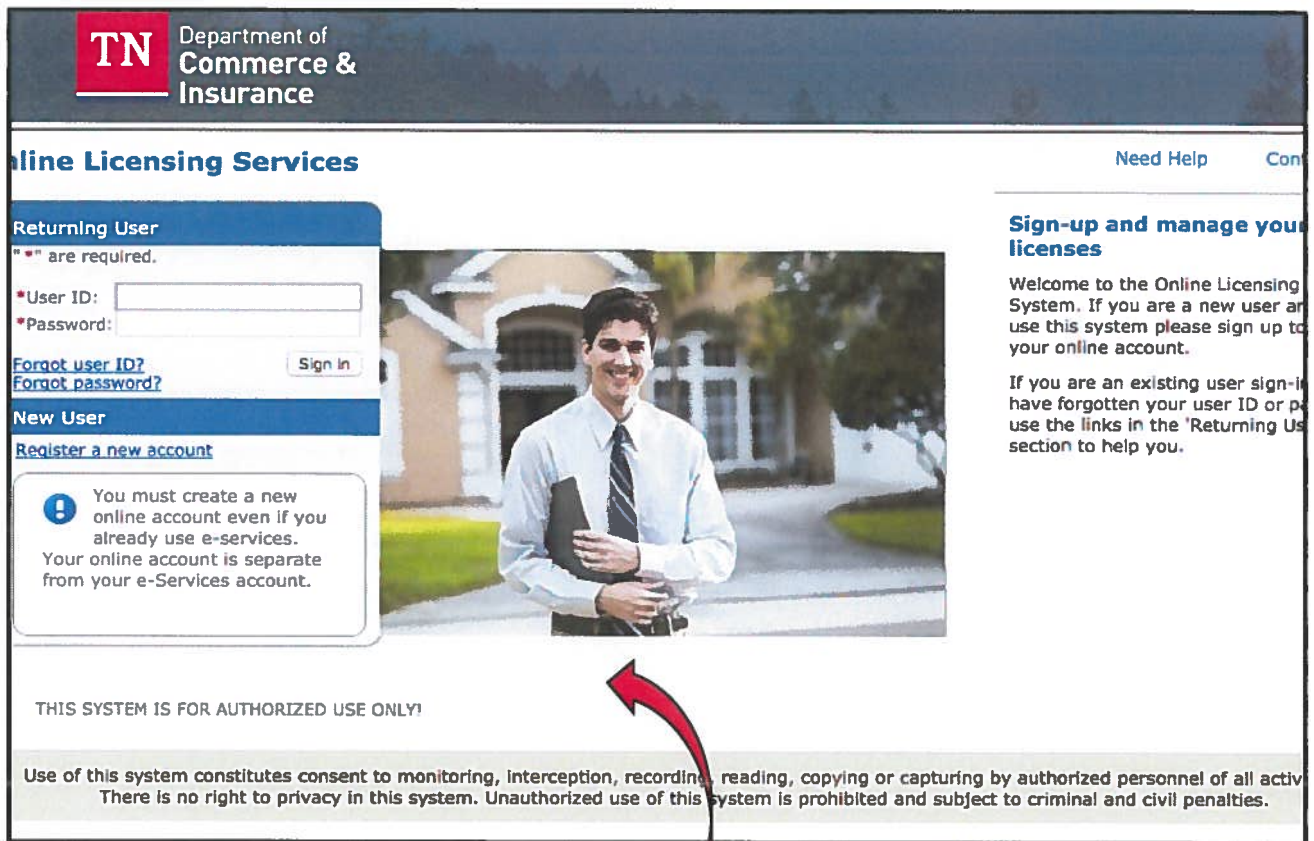 TN
Department of
Commerce &
Insurance
line Licensing Services
Need Help
Returning User
"*" are required.
*User ID:
*Password:
Forgot user ID?
Sign in
Forgot password?
New User
Register a new account
You must create a new
online account even if you
already use e-services.
Your online account is separate
from your e-Services account.
Sign-up and manage your
licenses
Welcome to the Online Licensing
System. If you are a new user
use this system please sign up to
your online account.
If you are an existing user
have forgotten your user ID or
use the links in the 'Returning
section to help you.
THIS SYSTEM IS FOR AUTHORIZED USE ONLY!
Use of this system constitutes consent to monitoring, interception, recording, reading, copying or capturing by authorized personnel of all
There is no right to privacy in this system. Unauthorized use of this system is prohibited and subject to criminal and civil penalties.